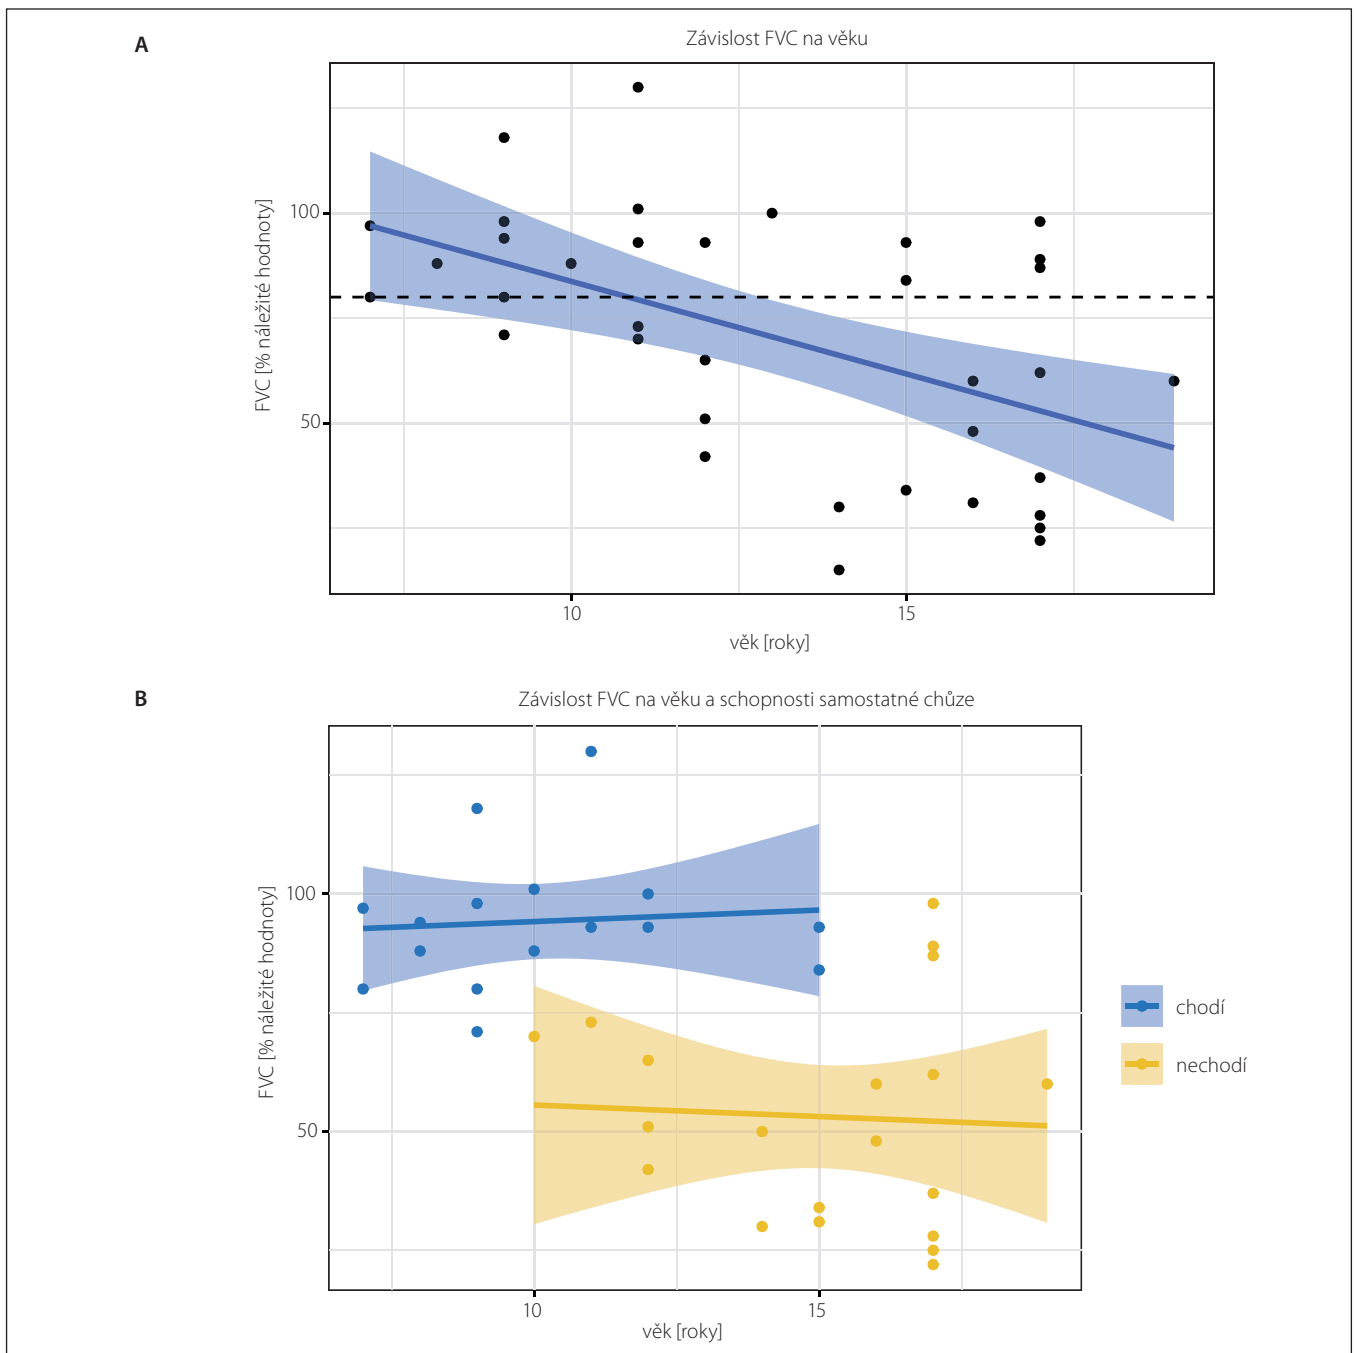 A
Závislost FVC na věku
FVC [% náležité hodnoty]
100
50
10
15
věk [roky]
B
Závislost FVC na věku a schopnosti samostatné chůze
FVC [% náležité hodnoty]
100
50
10
15
věk [roky]
chodí
nechodí